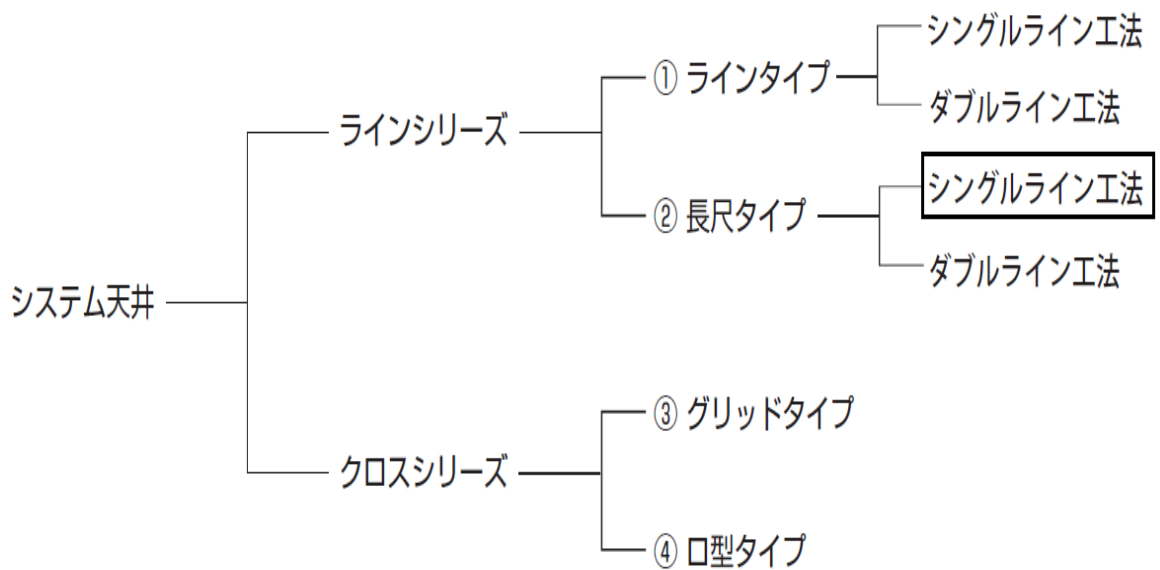 システム天井
ラインシリーズ
① ラインタイプ
シングルライン工法
ダブルライン工法
② 長尺タイプ
シングルライン工法
ダブルライン工法
クロスシリーズ
③ グリッドタイプ
④ ロ型タイプ